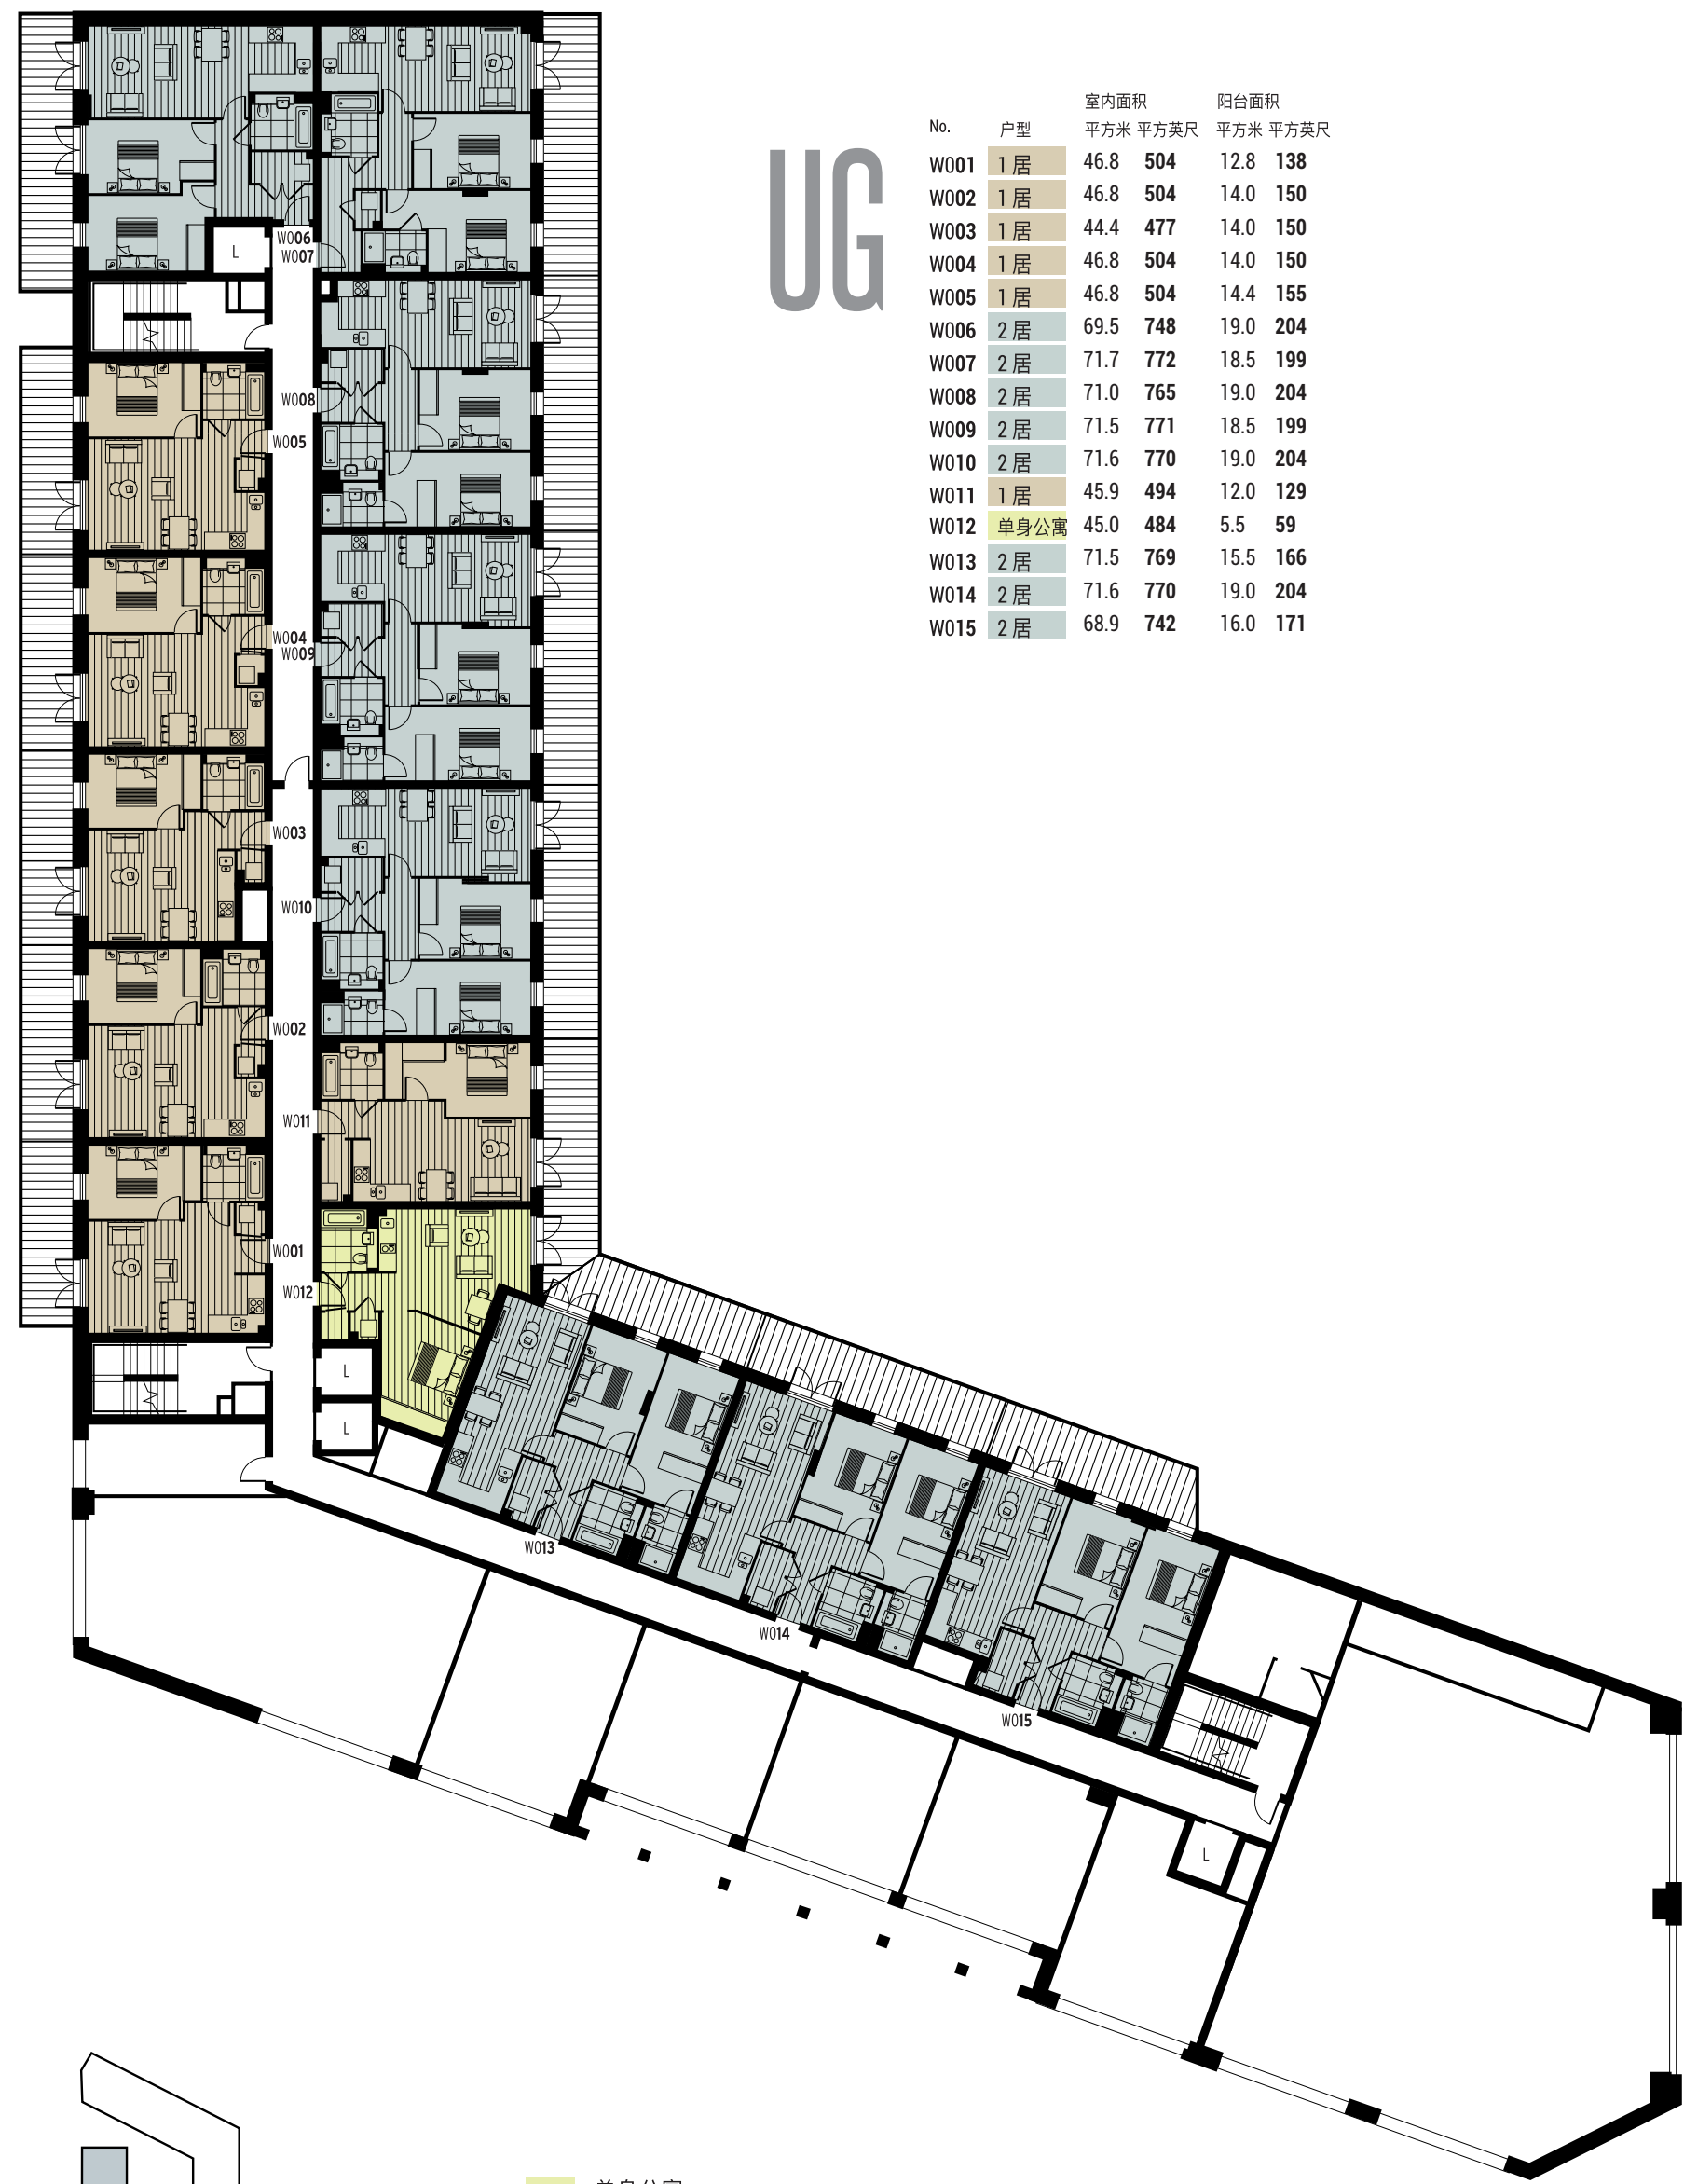 UG
室内面积 阳台面积
No. 户型 平方米 平方英尺 平方米 平方英尺
W001 1 居 46.8 504 12.8 138
W002 1 居 46.8 504 14.0 150
W003 1 居 44.4 477 14.0 150
W004 1 居 46.8 504 14.0 150
W005 1 居 46.8 504 14.4 155
W006 2 居 69.5 748 19.0 204
W007 2 居 71.7 772 18.5 199
W008 2 居 71.0 765 19.0 204
W009 2 居 71.5 771 18.5 199
W010 2 居 71.6 770 19.0 204
W011 1 居 45.9 494 12.0 129
W012 单身公寓 45.0 484 5.5 59
W013 2 居 71.5 769 15.5 166
W014 2 居 71.6 770 19.0 204
W015 2 居 68.9 742 16.0 171
W006
L
W007
W008
W005
W004
W009
W003
W010
W002
W011
W001
W012
L
L
W013
W014
W015
L
单身公寓